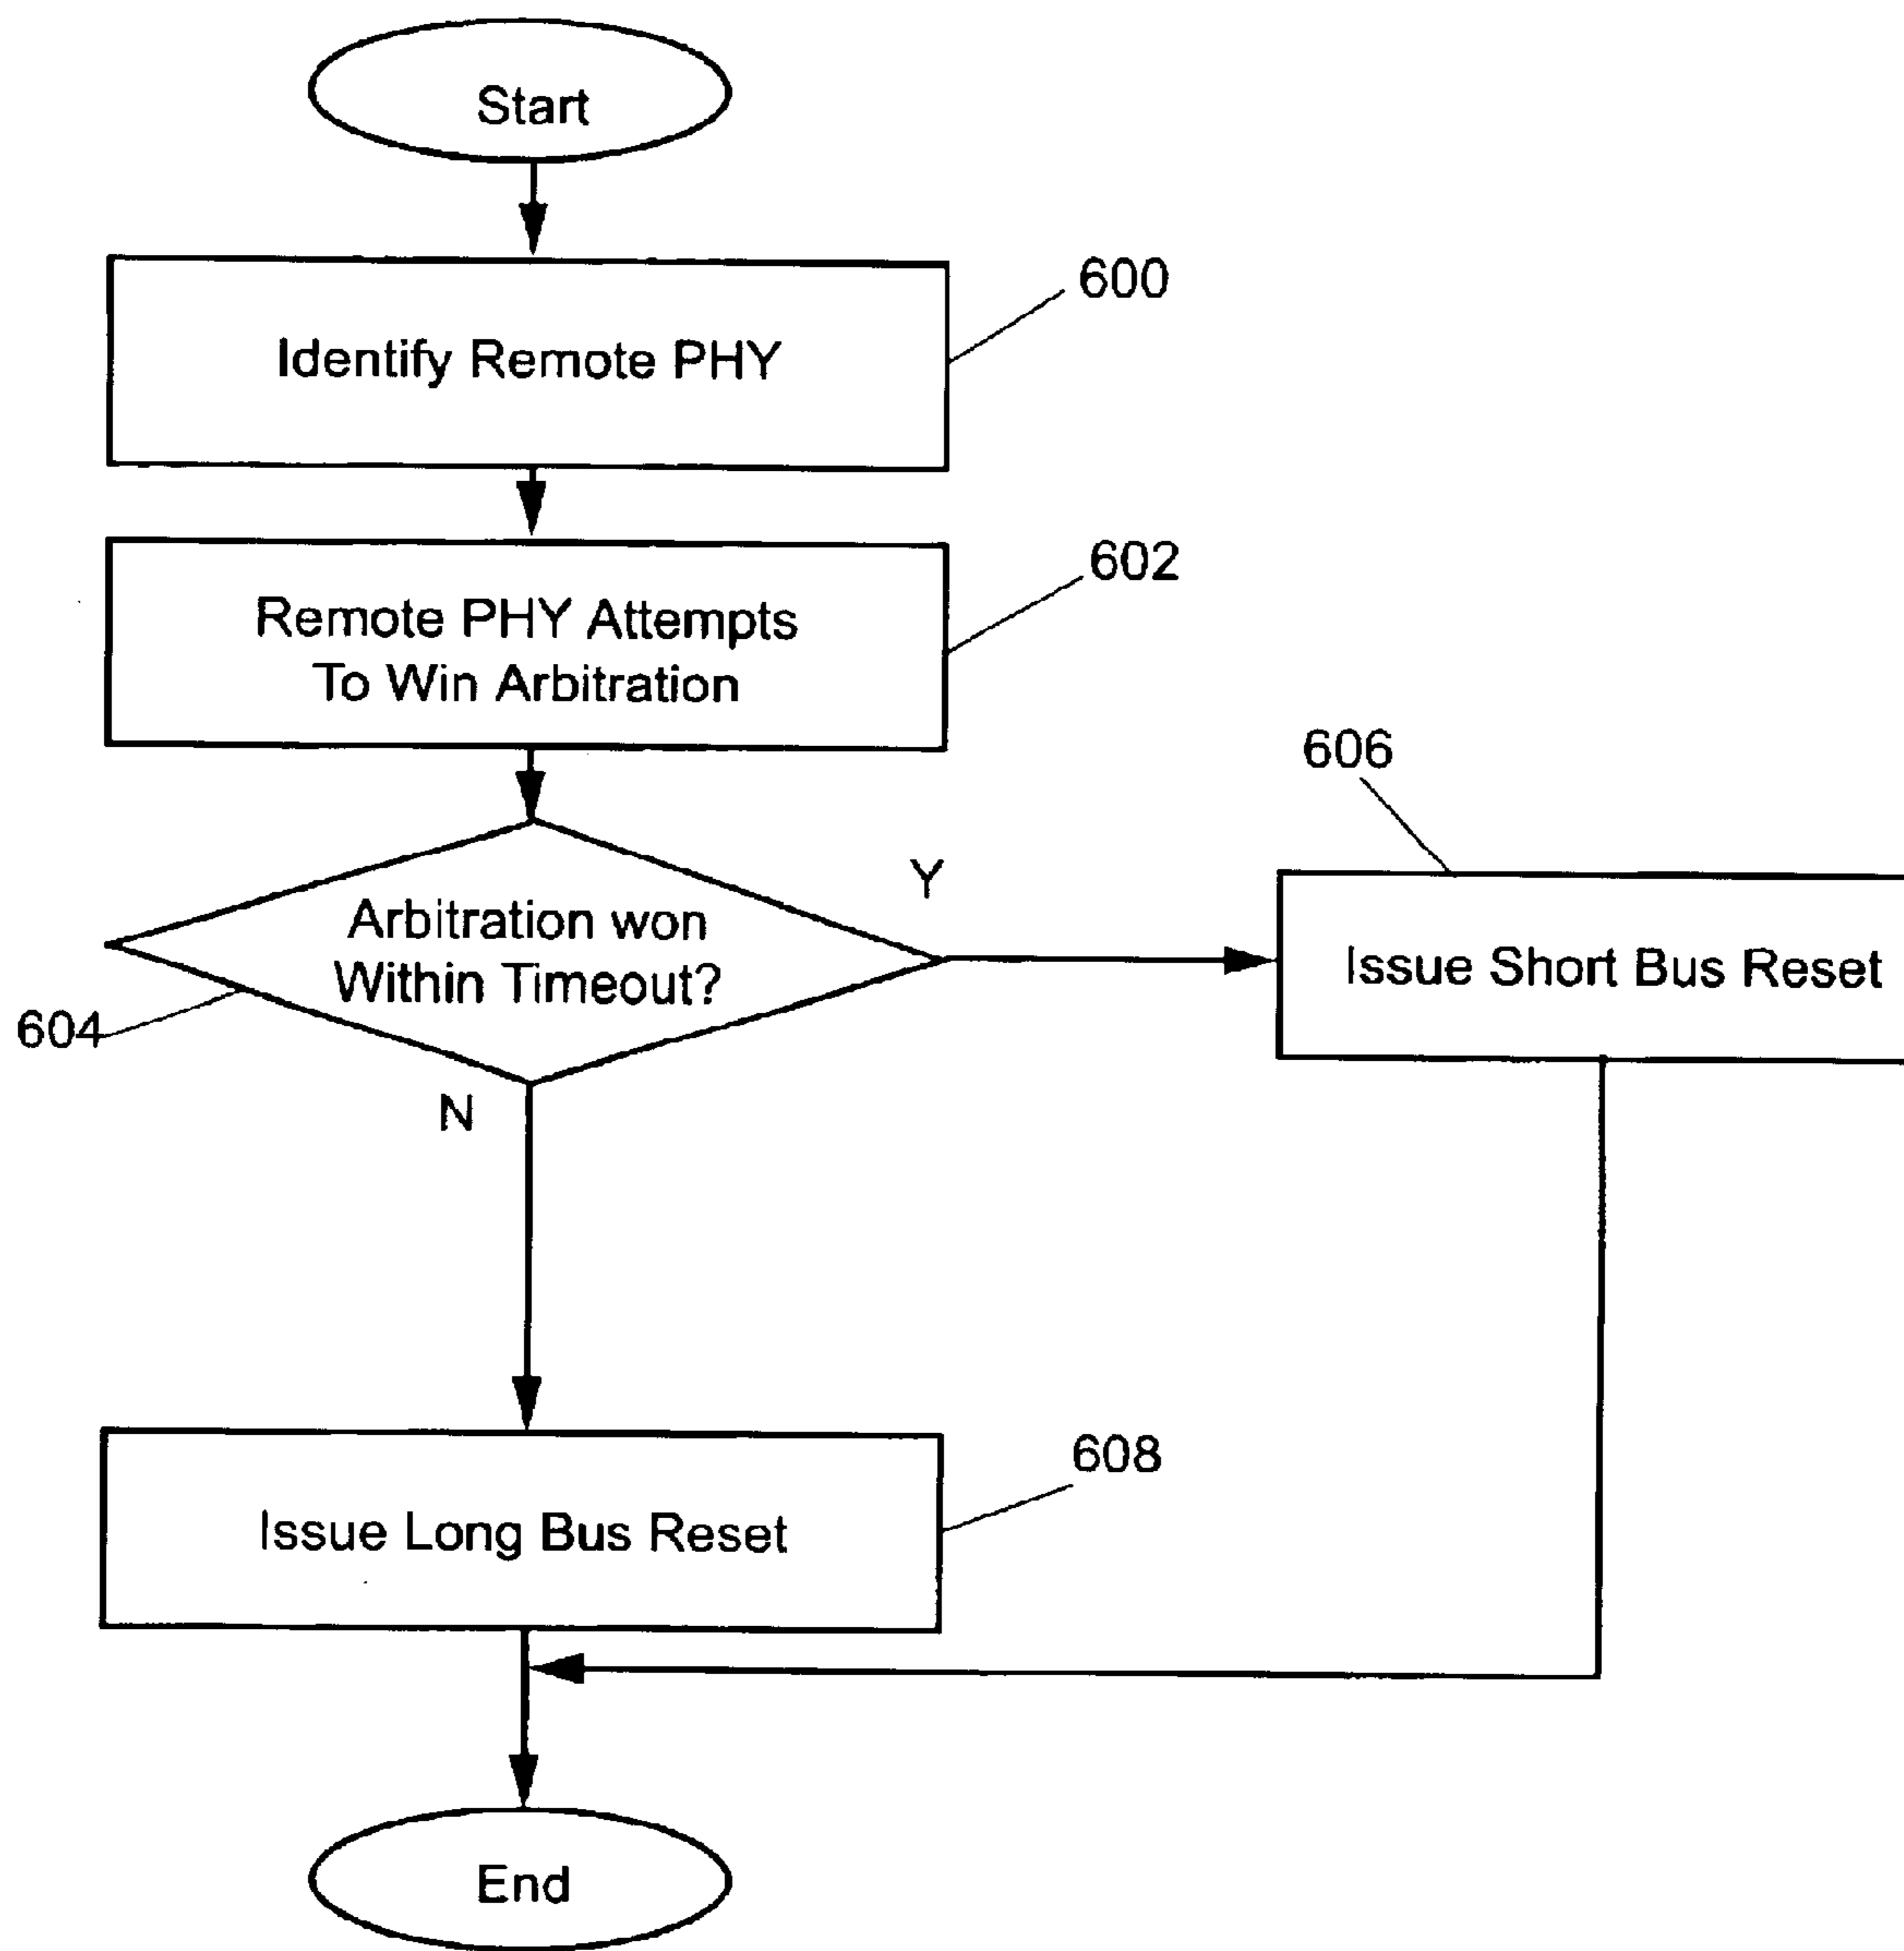 Start
Identify Remote PHY
600
Remote PHY Attempts
To Win Arbitration
602
Arbitration won
Within Timeout?
604
Y
N
606
Issue Short Bus Reset
Issue Long Bus Reset
608
End